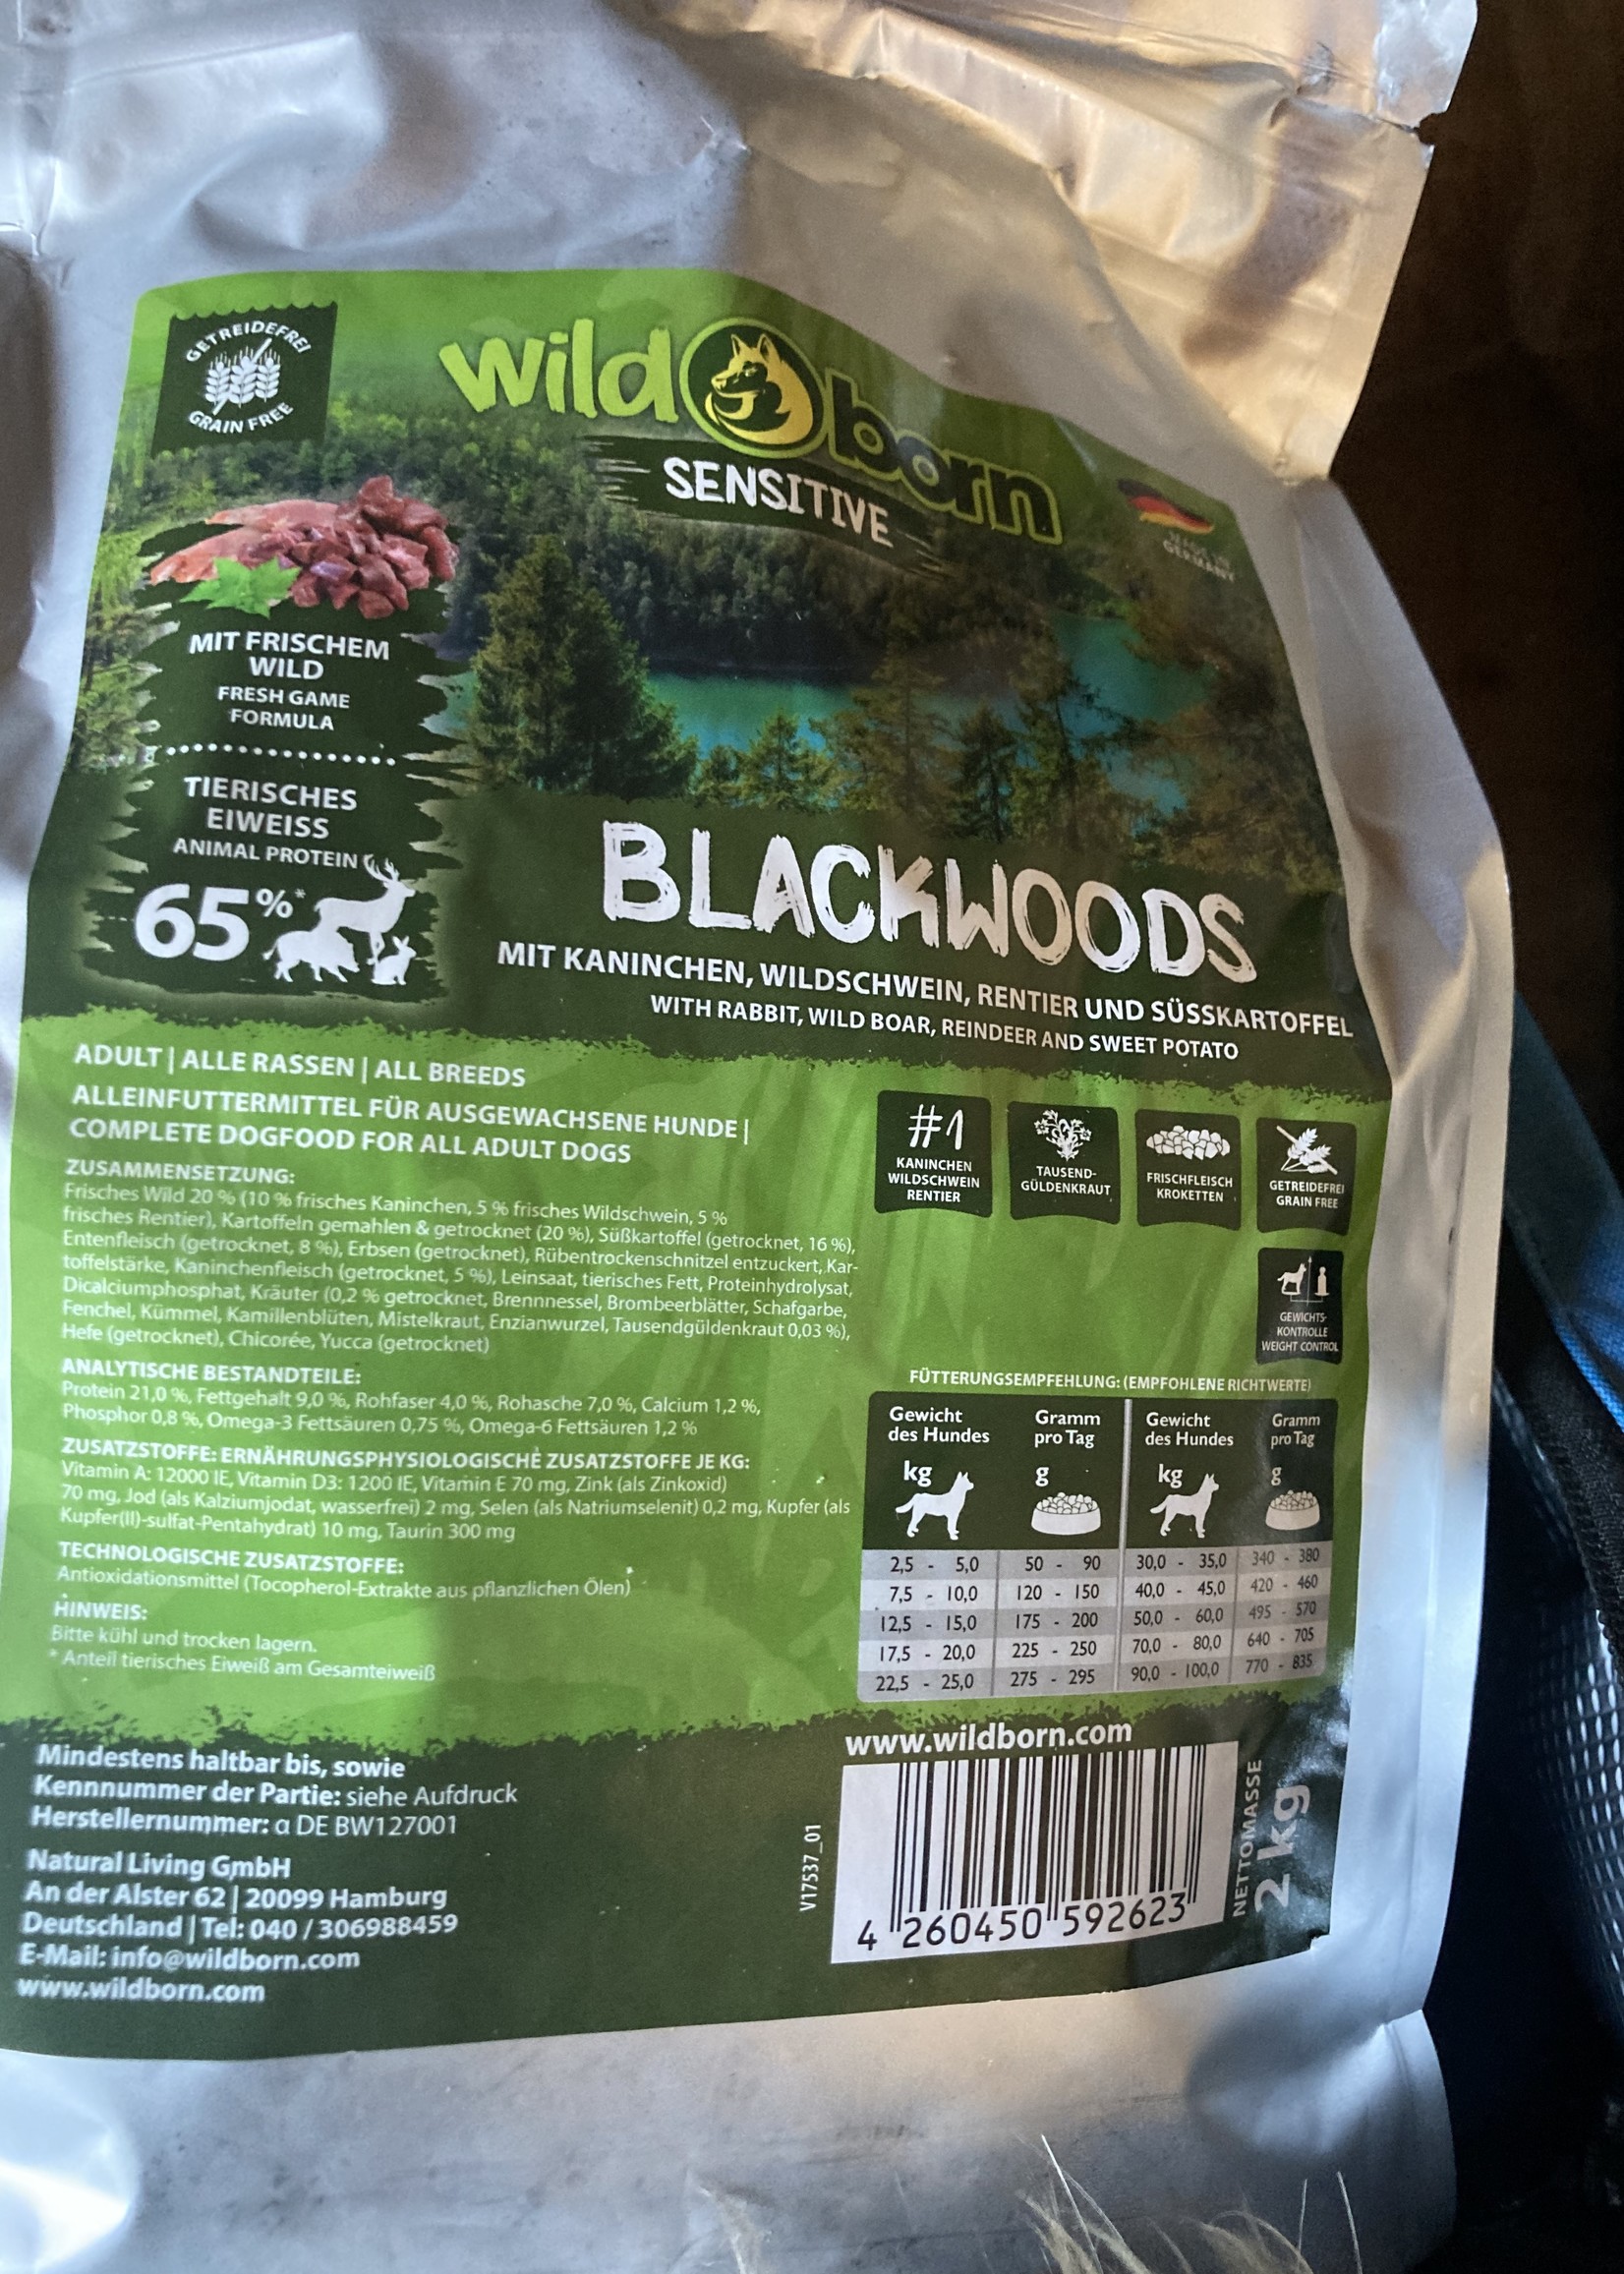 GETREIDEFREI
GRAIN FREE
wild born
SENSITIVE
MADE IN
GERMANY
MIT FRISCHEM
WILD
FRESH GAME
FORMULA
TIERISCHES
EIWEISS
ANIMAL PROTEIN
65%*
BLACKWOODS
MIT KANINCHEN, WILDSCHWEIN, RENTIER UND SÜSSKARTOFFEL
WITH RABBIT, WILD BOAR, REINDEER AND SWEET POTATO
ADULT | ALLE RASSEN | ALL BREEDS
ALLEINFUTTERMITTEL FÜR AUSGEWACHSENE HUNDE |
COMPLETE DOGFOOD FOR ALL ADULT DOGS
ZUSAMMENSETZUNG:
Frisches Wild 20 % (10 % frisches Kaninchen, 5 % frisches Wildschwein, 5 %
frisches Rentier), Kartoffeln gemahlen & getrocknet (20 %), Süßkartoffel (getrocknet, 16 %),
Entenfleisch (getrocknet, 8 %), Erbsen (getrocknet), Rübentrockenschnitzel entzuckert, Kar-
toffelstärke, Kaninchenfleisch (getrocknet, 5 %), Leinsaat, tierisches Fett, Proteinhydrolysat,
Dicalciumphosphat, Kräuter (0,2 % getrocknet, Brennnessel, Brombeerblätter, Schafgarbe,
Fenchel, Kümmel, Kamillenblüten, Mistelkraut, Enzianwurzel, Tausendgüldenkraut 0,03 %),
Hefe (getrocknet), Chicorée, Yucca (getrocknet)
ANALYTISCHE BESTANDTEILE:
Protein 21,0 %, Fettgehalt 9,0 %, Rohfaser 4,0 %, Rohasche 7,0 %, Calcium 1,2 %,
Phosphor 0,8 %, Omega-3 Fettsäuren 0,75 %, Omega-6 Fettsäuren 1,2 %
ZUSATZSTOFFE: ERNÄHRUNGSPHYSIOLOGISCHE ZUSATZSTOFFE JE KG:
Vitamin A: 12000 IE, Vitamin D3: 1200 IE, Vitamin E 70 mg, Zink (als Zinkoxid)
70 mg, Jod (als Kalziumjodat, wasserfrei) 2 mg, Selen (als Natriumselenit) 0,2 mg, Kupfer (als
Kupfer(II)-sulfat-Pentahydrat) 10 mg, Taurin 300 mg
TECHNOLOGISCHE ZUSATZSTOFFE:
Antioxidationsmittel (Tocopherol-Extrakte aus pflanzlichen Ölen)
HINWEIS:
Bitte kühl und trocken lagern.
* Anteil tierisches Eiweiß am Gesamteiweiß
#1
KANINCHEN
WILDSCHWEIN
RENTIER
TAUSEND-
GÜLDENKRAUT
FRISCHFLEISCH
KROKETTEN
GETREIDEFREI
GRAIN FREE
GEWICHTS-
KONTROLLE
WEIGHT CONTROL
FÜTTERUNGSEMPFEHLUNG: (EMPFOHLENE RICHTWERTE)
Gewicht des Hundes Gramm pro Tag Gewicht des Hundes Gramm pro Tag
kg g kg g
2,5 - 5,0 50 - 90 30,0 - 35,0 340 - 380
7,5 - 10,0 120 - 150 40,0 - 45,0 420 - 460
12,5 - 15,0 175 - 200 50,0 - 60,0 495 - 570
17,5 - 20,0 225 - 250 70,0 - 80,0 640 - 705
22,5 - 25,0 275 - 295 90,0 - 100,0 770 - 835
www.wildborn.com
Mindestens haltbar bis, sowie
Kennnummer der Partie: siehe Aufdruck
Herstellernummer: α DE BW127001
Natural Living GmbH
An der Alster 62 | 20099 Hamburg
Deutschland | Tel: 040 / 306988459
E-Mail: info@wildborn.com
www.wildborn.com
V17537_01
4 260450 592623
NETTOMASSE
2 kg